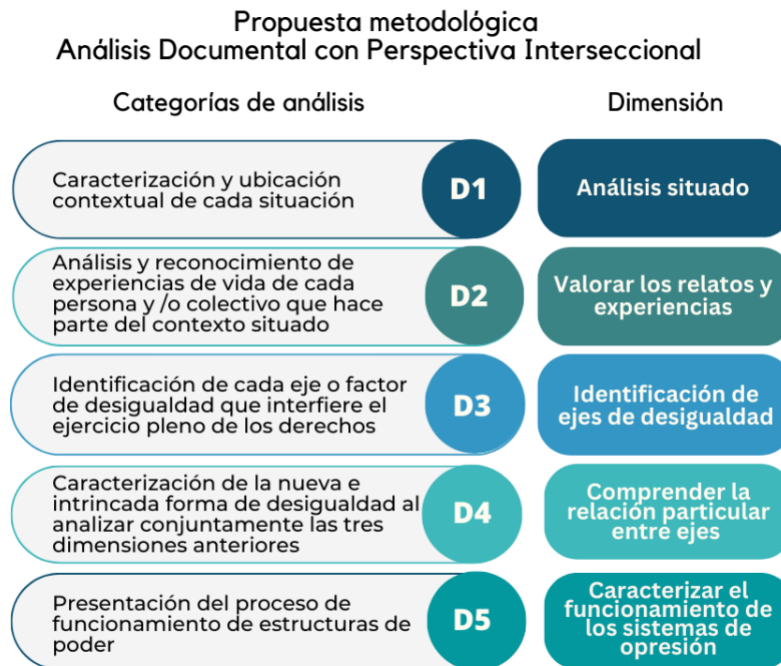 Propuesta metodológica
Análisis Documental con Perspectiva Interseccional
Categorías de análisis
Dimensión
Caracterización y ubicación
contextual de cada situación
D1
Análisis situado
Análisis y reconocimiento de
experiencias de vida de cada
persona y /o colectivo que hace
parte del contexto situado
D2
Valorar los relatos y
experiencias
Identificación de cada eje o factor
de desigualdad que interfiere el
ejercicio pleno de los derechos
D3
Identificación de
ejes de desigualdad
Caracterización de la nueva e
intrincada forma de desigualdad al
analizar conjuntamente las tres
dimensiones anteriores
D4
Comprender la
relación particular
entre ejes
Presentación del proceso de
funcionamiento de estructuras de
poder
D5
Caracterizar el
funcionamiento de
los sistemas de
opresión